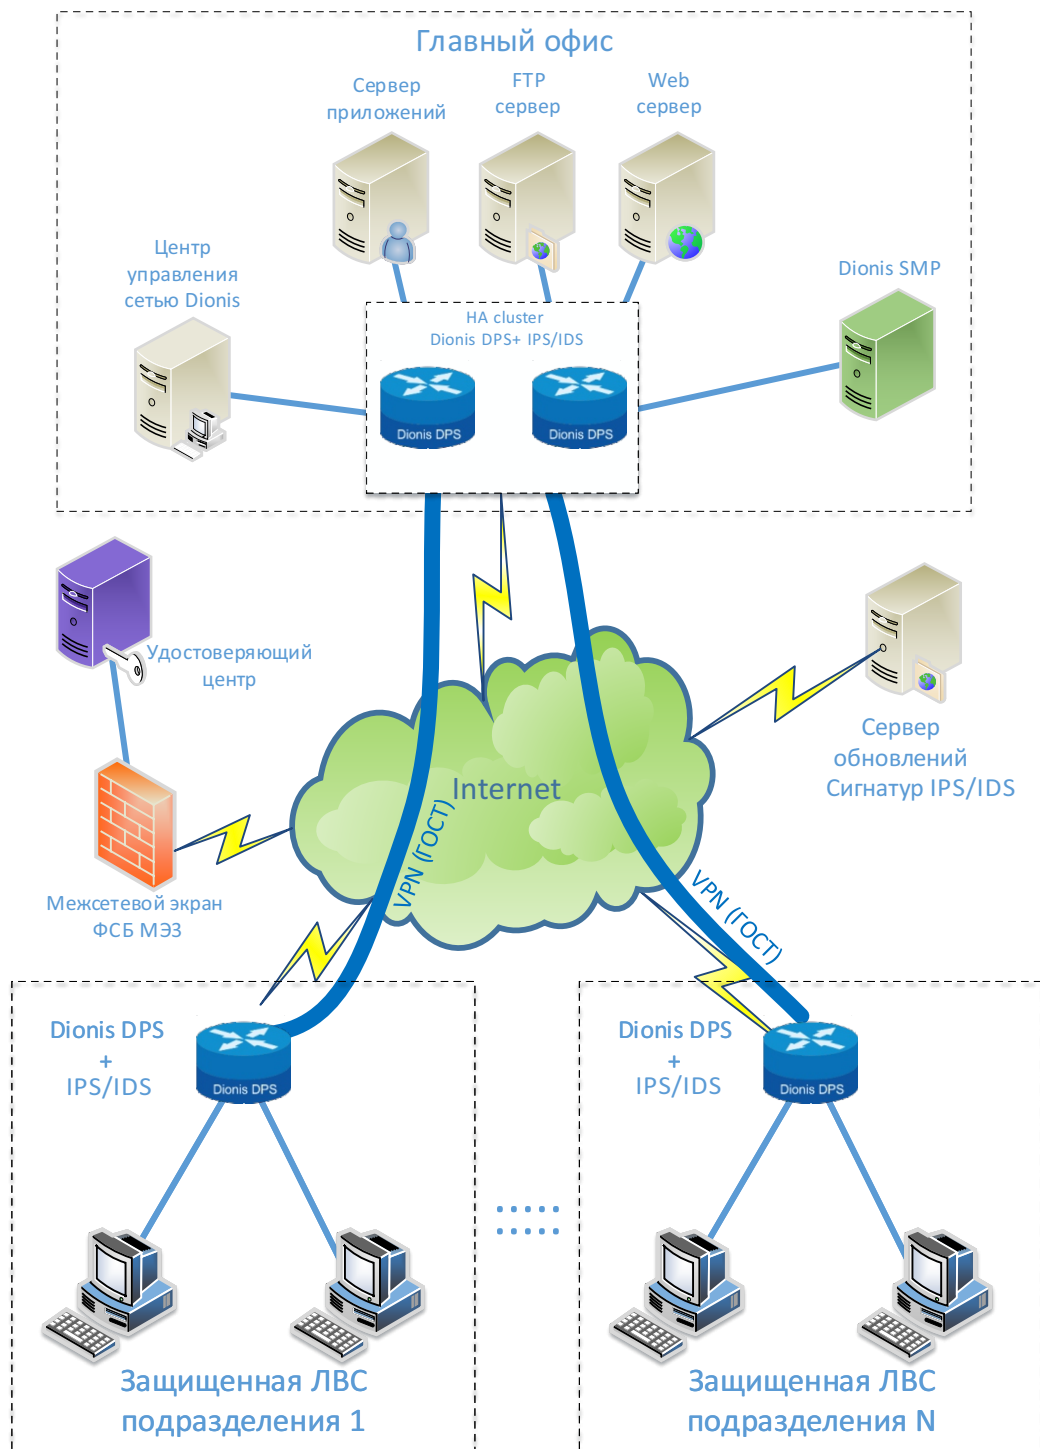 Главный офис
Сервер
приложений
FTP
сервер
Web
сервер
Центр
управления
сетью Dionis
Dionis SMP
HA cluster
Dionis DPS+ IPS/IDS
Dionis DPS
Dionis DPS
Удостоверяющий
центр
Сервер
обновлений
Сигнатур IPS/IDS
Internet
Межсетевой экран
ФСБ МЭ3
VPN (ГОСТ)
VPN (ГОСТ)
Dionis DPS
+
IPS/IDS
Dionis DPS
Dionis DPS
+
IPS/IDS
Dionis DPS
Защищенная ЛВС
подразделения 1
Защищенная ЛВС
подразделения N